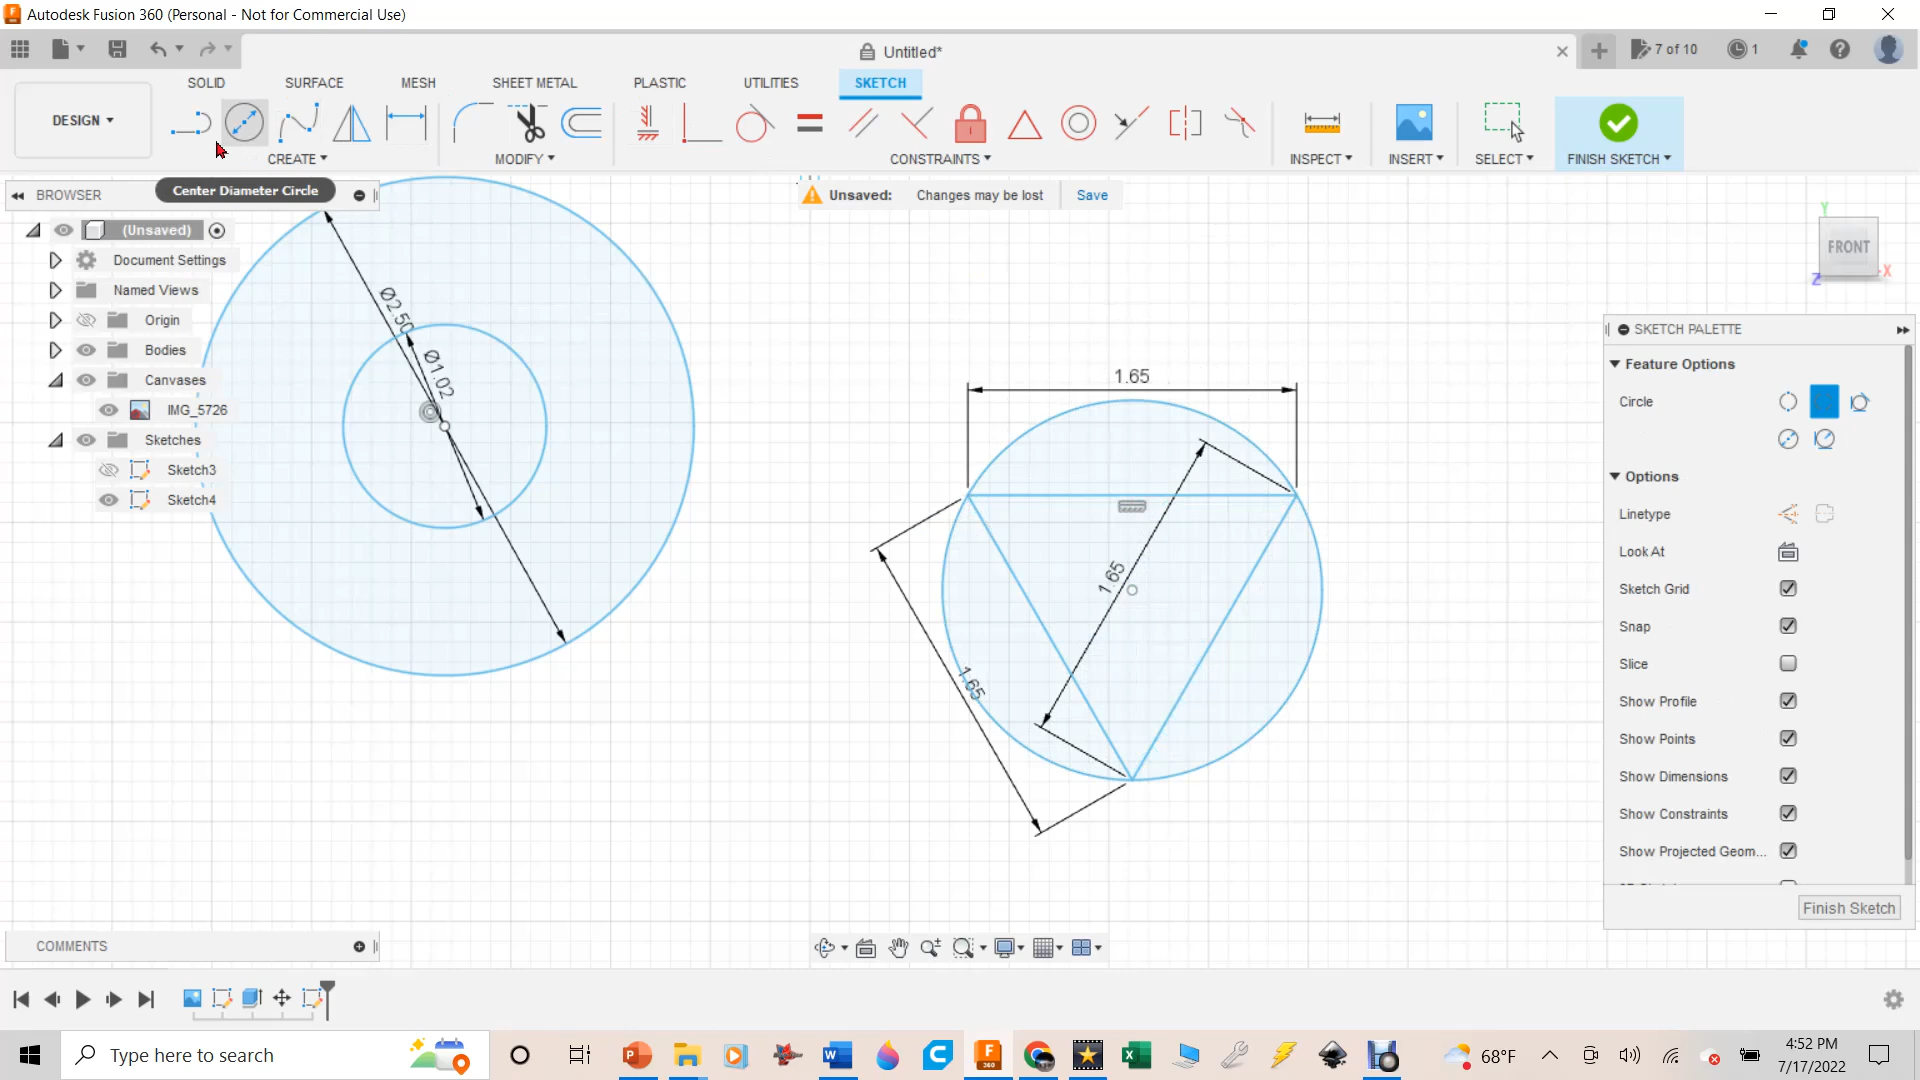 Autodesk Fusion 360 (Personal - Not for Commercial Use)
Untitled*
7 of 10
1
SOLID
SURFACE
MESH
SHEET METAL
PLASTIC
UTILITIES
SKETCH
DESIGN
CREATE
MODIFY
CONSTRAINTS
INSPECT
INSERT
SELECT
FINISH SKETCH
BROWSER
Center Diameter Circle
Unsaved: Changes may be lost
Save
(Unsaved)
Document Settings
Named Views
Origin
Bodies
Canvases
IMG_5726
Sketches
Sketch3
Sketch4
Ø2.50
Ø1.02
1.65
1.65
1.65
Y
FRONT
X
Z
SKETCH PALETTE
Feature Options
Circle
Options
Linetype
Look At
Sketch Grid
Snap
Slice
Show Profile
Show Points
Show Dimensions
Show Constraints
Show Projected Geom...
Finish Sketch
COMMENTS
Type here to search
68°F
4:52 PM
7/17/2022